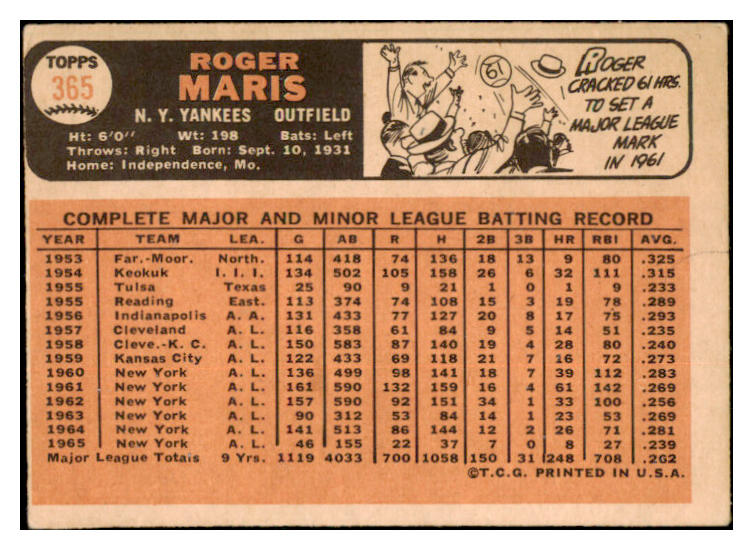 TOPPS
365
ROGER
MARIS
N. Y. YANKEES OUTFIELD
Ht: 6'0" Wt: 198 Bats: Left
Throws: Right Born: Sept. 10, 1931
Home: Independence, Mo.
61
ROGER
CRACKED 61 HRS.
TO SET A
MAJOR LEAGUE
MARK
IN 1961
COMPLETE MAJOR AND MINOR LEAGUE BATTING RECORD
YEAR TEAM LEA. G AB R H 2B 3B HR RBI AVG.
1953 Far.-Moor. North. 114 418 74 136 18 13 9 80 .325
1954 Keokuk I. I. I. 134 502 105 158 26 6 32 111 .315
1955 Tulsa Texas 25 90 9 21 1 0 1 9 .233
1955 Reading East. 113 374 74 108 15 3 19 78 .289
1956 Indianapolis A. A. 131 433 77 127 20 8 17 75 .293
1957 Cleveland A. L. 116 358 61 84 9 5 14 51 .235
1958 Cleve.-K. C. A. L. 150 583 87 140 19 4 28 80 .240
1959 Kansas City A. L. 122 433 69 118 21 7 16 72 .273
1960 New York A. L. 136 499 98 141 18 7 39 112 .283
1961 New York A. L. 161 590 132 159 16 4 61 142 .269
1962 New York A. L. 157 590 92 151 34 1 33 100 .256
1963 New York A. L. 90 312 53 84 14 1 23 53 .269
1964 New York A. L. 141 513 86 144 12 2 26 71 .281
1965 New York A. L. 46 155 22 37 7 0 8 27 .239
Major League Totals 9 Yrs. 1119 4033 700 1058 150 31 248 708 .262
©T.C.G. PRINTED IN U.S.A.